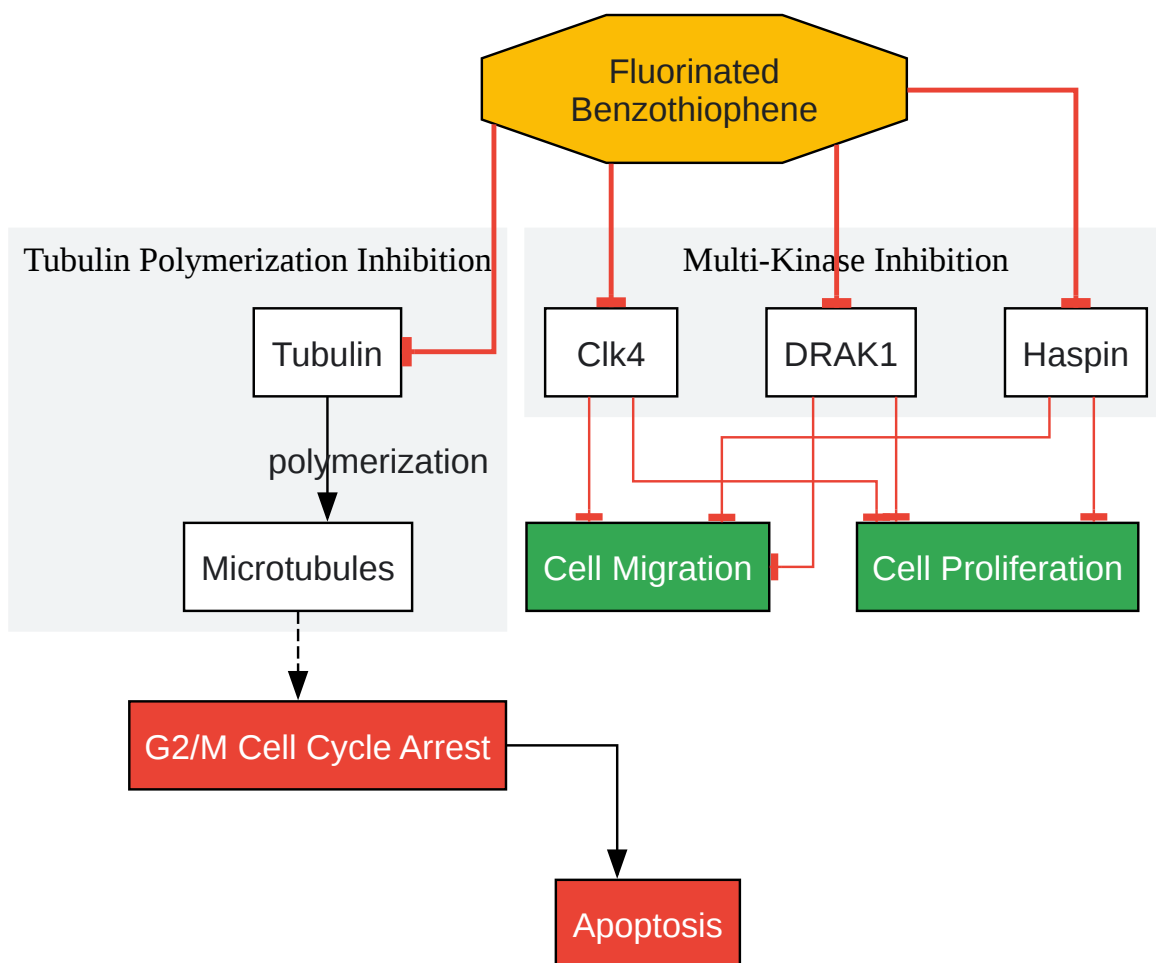 Fluorinated
Benzothiophene
Tubulin Polymerization Inhibition
Multi-Kinase Inhibition
Tubulin
Clk4
DRAK1
Haspin
polymerization
Microtubules
Cell Migration
Cell Proliferation
G2/M Cell Cycle Arrest
Apoptosis